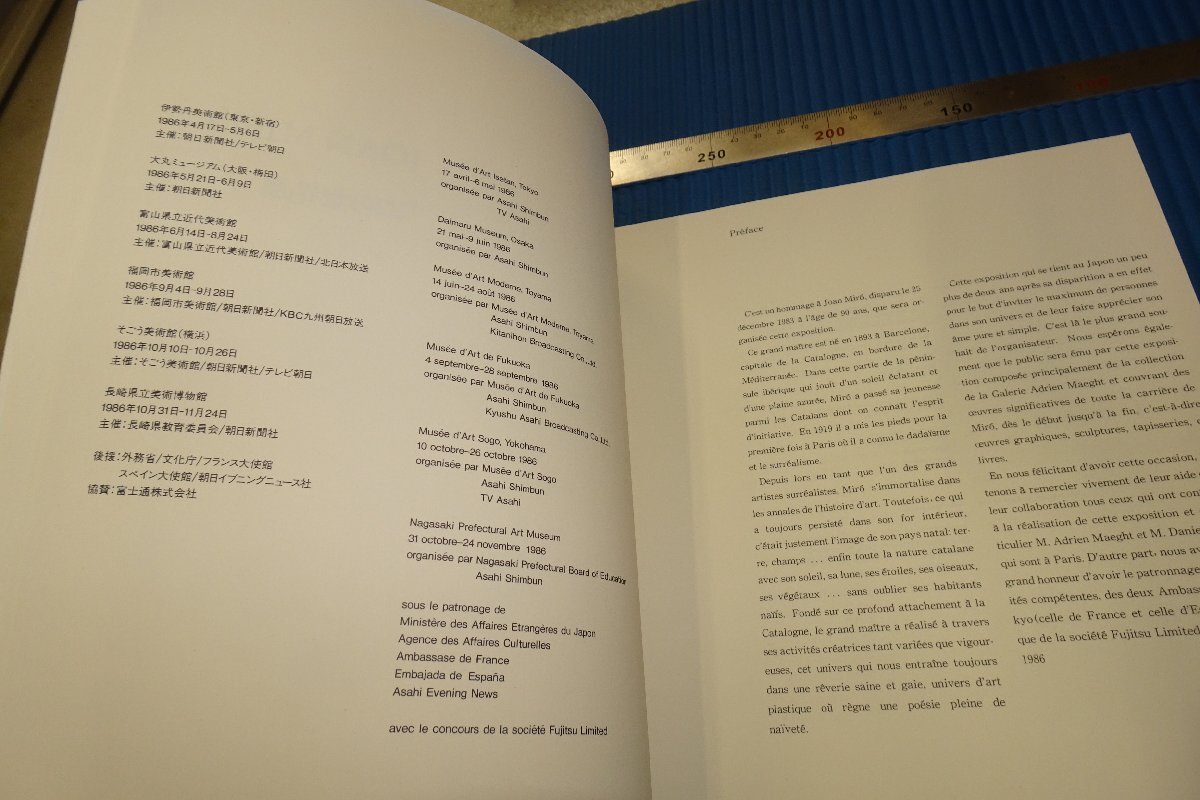 伊勢丹美術館(東京・新宿)
1986年4月17日-5月6日
主催:朝日新聞社/テレビ朝日
大丸ミュージアム(大阪・梅田)
1986年5月21日-6月9日
主催:朝日新聞社
富山県立近代美術館
1986年6月14日-8月24日
主催:富山県立近代美術館/朝日新聞社/北日本放送
福岡市美術館
1986年9月4日-9月28日
主催:福岡市美術館/朝日新聞社/KBC九州朝日放送
そごう美術館(横浜)
1986年10月10日-10月26日
主催:そごう美術館/朝日新聞社/テレビ朝日
長崎県立美術博物館
1986年10月31日-11月24日
主催:長崎県教育委員会/朝日新聞社
後援:外務省/文化庁/フランス大使館
スペイン大使館/朝日イブニングニュース社
協賛:富士通株式会社
Musée d'Art Isetan, Tokyo
17 avril-6 mai 1986
organisée par Asahi Shimbun
TV Asahi
Daimaru Museum, Osaka
21 mai-9 juin 1986
organisée par Asahi Shimbun
Musée d'Art Moderne, Toyama
14 juin-24 août 1986
organisée par Musée d'Art Moderne, Toyama,
Asahi Shimbun
Kitanihon Broadcasting Co., Ltd.
Musée d'Art de Fukuoka
4 septembre-28 septembre 1986
organisée par Musée d'Art de Fukuoka
Asahi Shimbun
Kyushu Asahi Broadcasting Co., Ltd.
Musée d'Art Sogo, Yokohama
10 octobre-26 octobre 1986
organisée par Musée d'Art Sogo
Asahi Shimbun
TV Asahi
Nagasaki Prefectural Art Museum
31 octobre-24 novembre 1986
organisée par Nagasaki Prefectural Board of Education
Asahi Shimbun
sous le patronage de
Ministère des Affaires Etrangères du Japon
Agence des Affaires Culturelles
Ambassase de France
Embajada de España
Asahi Evening News
avec le concours de la société Fujitsu Limited
250
200
150
100
Préface
C'est un hommage à Joan Miró, disparu le 25
décembre 1983 à l'âge de 90 ans, que sera or-
ganisée cette exposition.
Ce grand maître est né en 1893 à Barcelone,
capitale de la Catalogne, en bordure de la
Méditerranée. Dans cette partie de la pénin-
sule ibérique qui jouit d'un soleil éclatant et
d'une plaine azurée, Miró a passé sa jeunesse
parmi les Catalans dont on connaît l'esprit
d'initiative. En 1919 il a mis les pieds pour la
première fois à Paris où il a connu le dadaïsme
et le surréalisme.
Depuis lors en tant que l'un des grands
artistes surréalistes, Miró s'immortalise dans
les annales de l'histoire d'art. Toutefois, ce qui
a toujours persisté dans son for intérieur,
c'était justement l'image de son pays natal: ter-
re, champs ... enfin toute la nature catalane
avec son soleil, sa lune, ses étoiles, ses oiseaux,
ses végétaux ... sans oublier ses habitants
naïfs. Fondé sur ce profond attachement à la
Catalogne, le grand maître a réalisé à travers
ses activités créatrices tant variées que vigour-
euses, cet univers qui nous entraîne toujours
dans une rêverie saine et gaie, univers d'art
plastique où règne une poésie pleine de
naïveté.
Cette exposition qui se tient au Japon un peu
plus de deux ans après sa disparition a en effet
pour le but d'inviter le maximum de personnes
dans son univers et de leur faire apprécier son
âme pure et simple. C'est là le plus grand sou-
hait de l'organisateur. Nous espérons égale-
ment que le public sera ému par cette exposi-
tion composée principalement de la collection
de la Galerie Adrien Maeght et couvrant des
œuvres significatives de toute la carrière de
Miró, dès le début jusqu'à la fin, c'est-à-dire
œuvres graphiques, sculptures, tapisseries,
livres.
En nous félicitant d'avoir cette occasion,
tenons à remercier vivement de leur aide
leur collaboration tous ceux qui ont con
à la réalisation de cette exposition et
ticulier M. Adrien Maeght et M. Danie
qui sont à Paris. D'autre part, nous av
grand honneur d'avoir le patronnage
ités compétentes, des deux Ambas
kyo(celle de France et celle d'E
que de la société Fujitsu Limited
1986